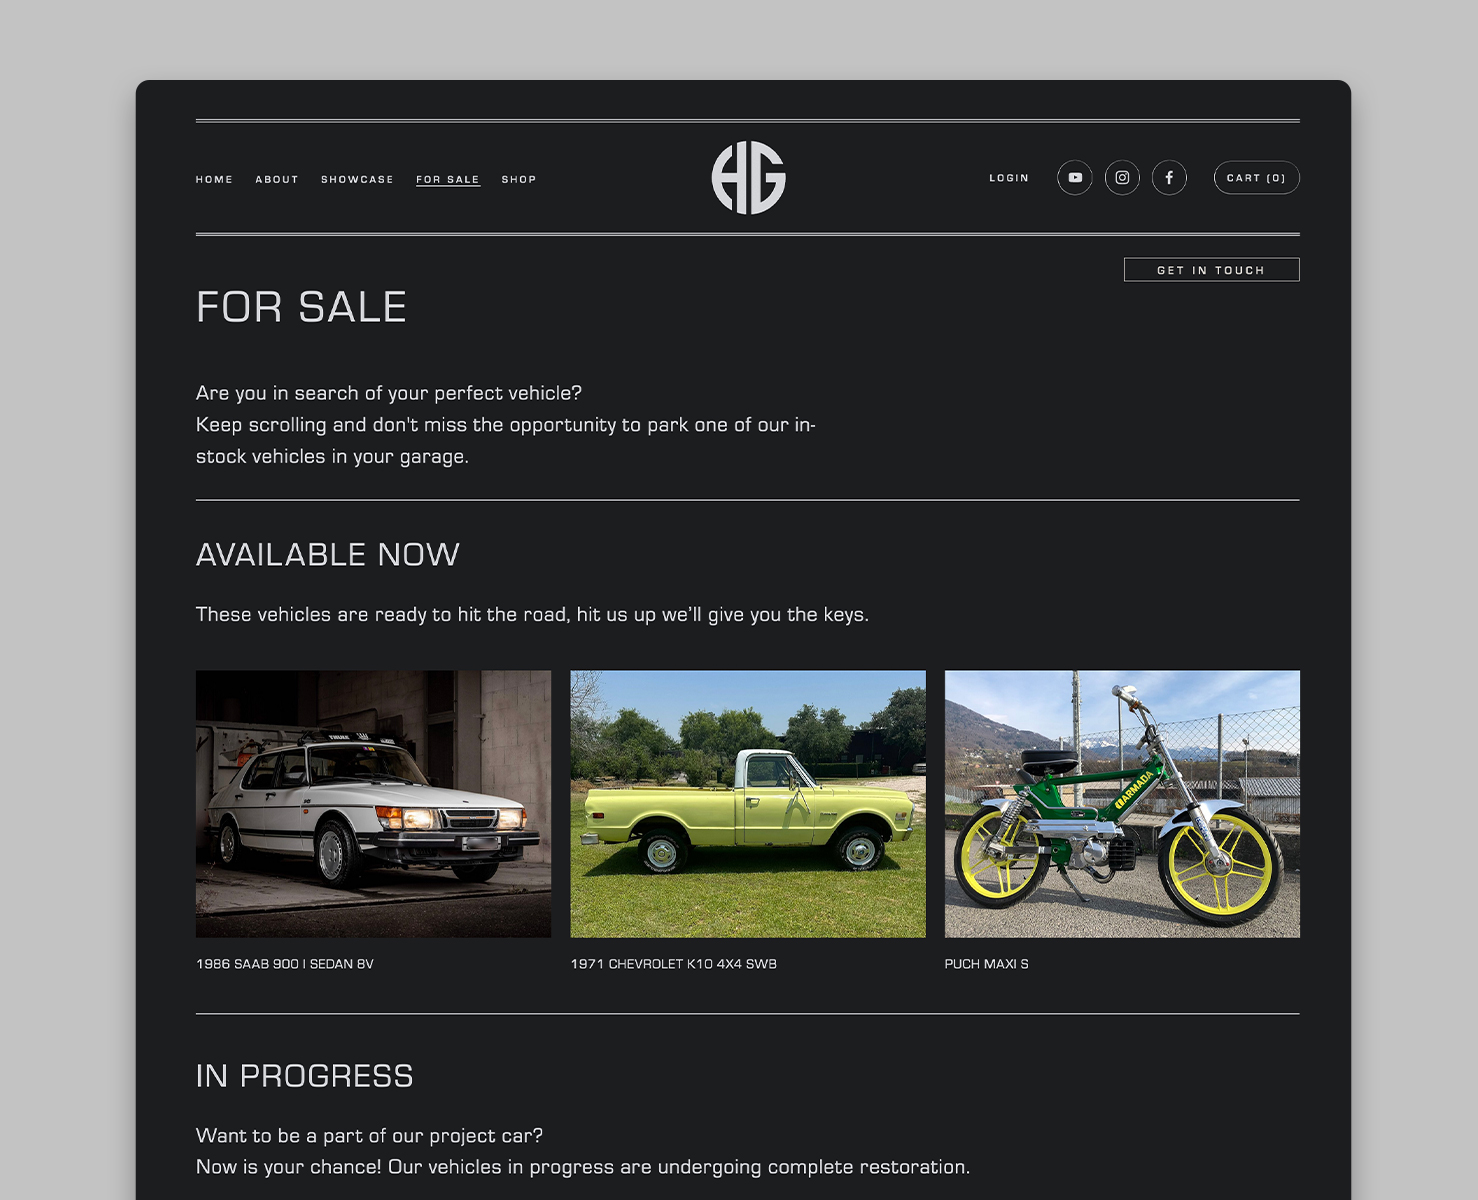 HOME ABOUT SHOWCASE FOR SALE SHOP
HG
LOGIN
CART (0)
GET IN TOUCH
FOR SALE
Are you in search of your perfect vehicle?
Keep scrolling and don't miss the opportunity to park one of our in-
stock vehicles in your garage.
AVAILABLE NOW
These vehicles are ready to hit the road, hit us up we’ll give you the keys.
THULE
ARMADA
1986 SAAB 900 I SEDAN 8V
1971 CHEVROLET K10 4X4 SWB
PUCH MAXI S
IN PROGRESS
Want to be a part of our project car?
Now is your chance! Our vehicles in progress are undergoing complete restoration.